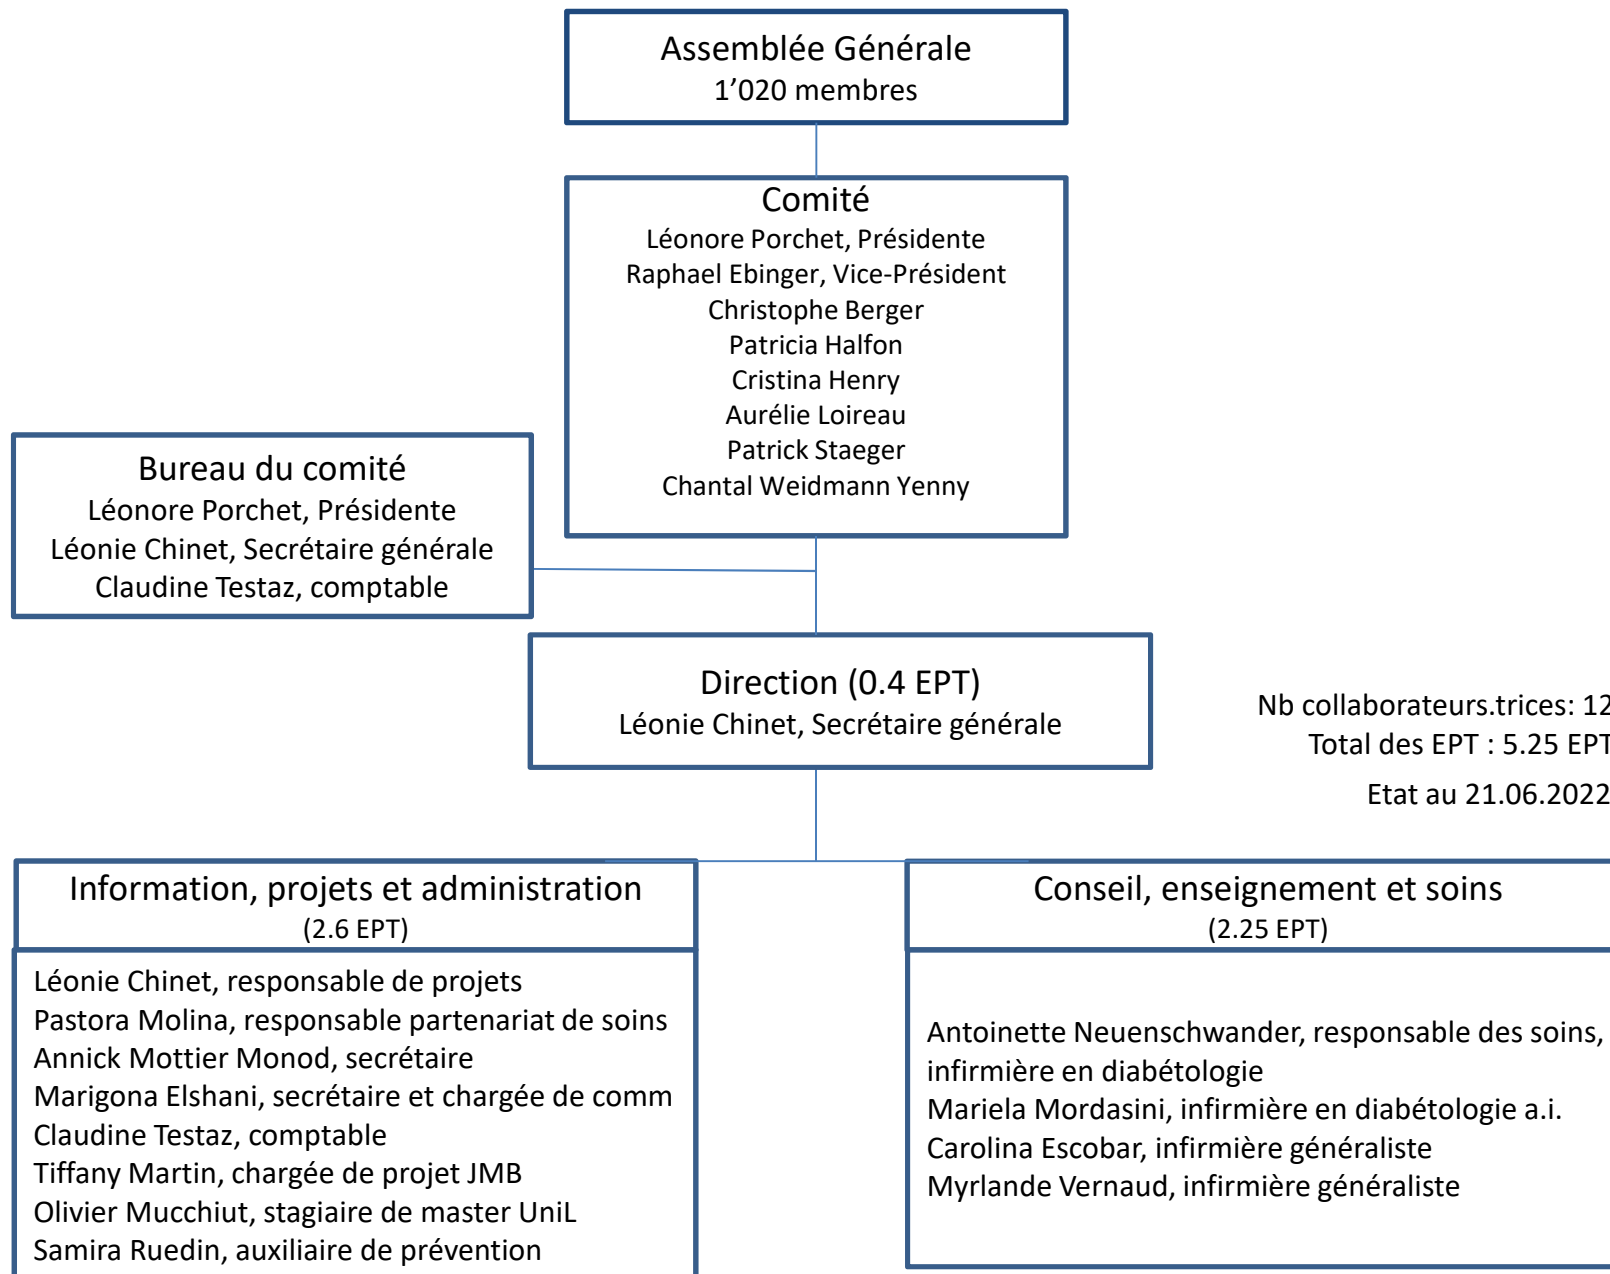 Assemblée Générale
1’020 membres
Comité
Léonore Porchet, Présidente
Raphael Ebinger, Vice-Président
Christophe Berger
Patricia Halfon
Cristina Henry
Aurélie Loireau
Patrick Staeger
Chantal Weidmann Yenny
Bureau du comité
Léonore Porchet, Présidente
Léonie Chinet, Secrétaire générale
Claudine Testaz, comptable
Direction (0.4 EPT)
Léonie Chinet, Secrétaire générale
Nb collaborateurs.trices: 12
Total des EPT : 5.25 EPT
Etat au 21.06.2022
Information, projets et administration
(2.6 EPT)
Léonie Chinet, responsable de projets
Pastora Molina, responsable partenariat de soins
Annick Mottier Monod, secrétaire
Marigona Elshani, secrétaire et chargée de comm
Claudine Testaz, comptable
Tiffany Martin, chargée de projet JMB
Olivier Mucchiut, stagiaire de master UniL
Samira Ruedin, auxiliaire de prévention
Conseil, enseignement et soins
(2.25 EPT)
Antoinette Neuenschwander, responsable des soins,
infirmière en diabétologie
Mariela Mordasini, infirmière en diabétologie a.i.
Carolina Escobar, infirmière généraliste
Myrlande Vernaud, infirmière généraliste